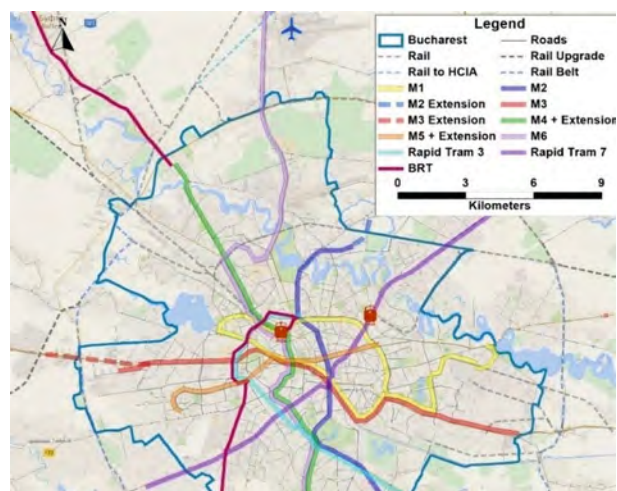 N
Legend
Bucharest
Roads
Rail
Rail Upgrade
Rail to HCIA
Rail Belt
M1
M2
M2 Extension
M3
M3 Extension
M4 + Extension
M5 + Extension
M6
Rapid Tram 3
Rapid Tram 7
BRT
0
3
6
9
Kilometers